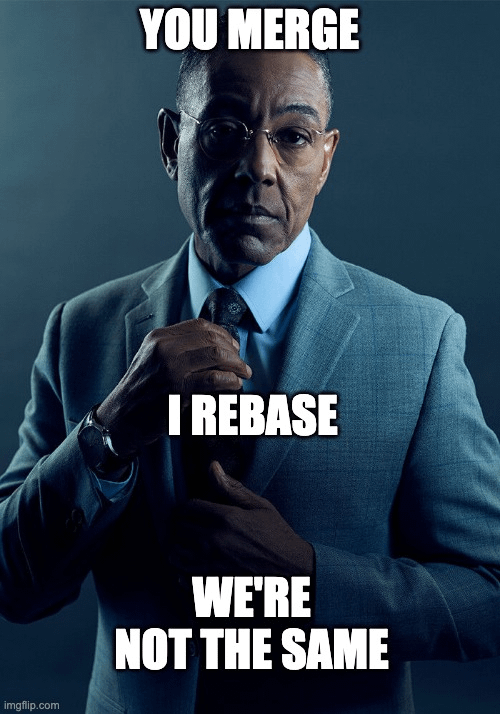 YOU MERGE
I REBASE
WE'RE
NOT THE SAME
imgflip.com